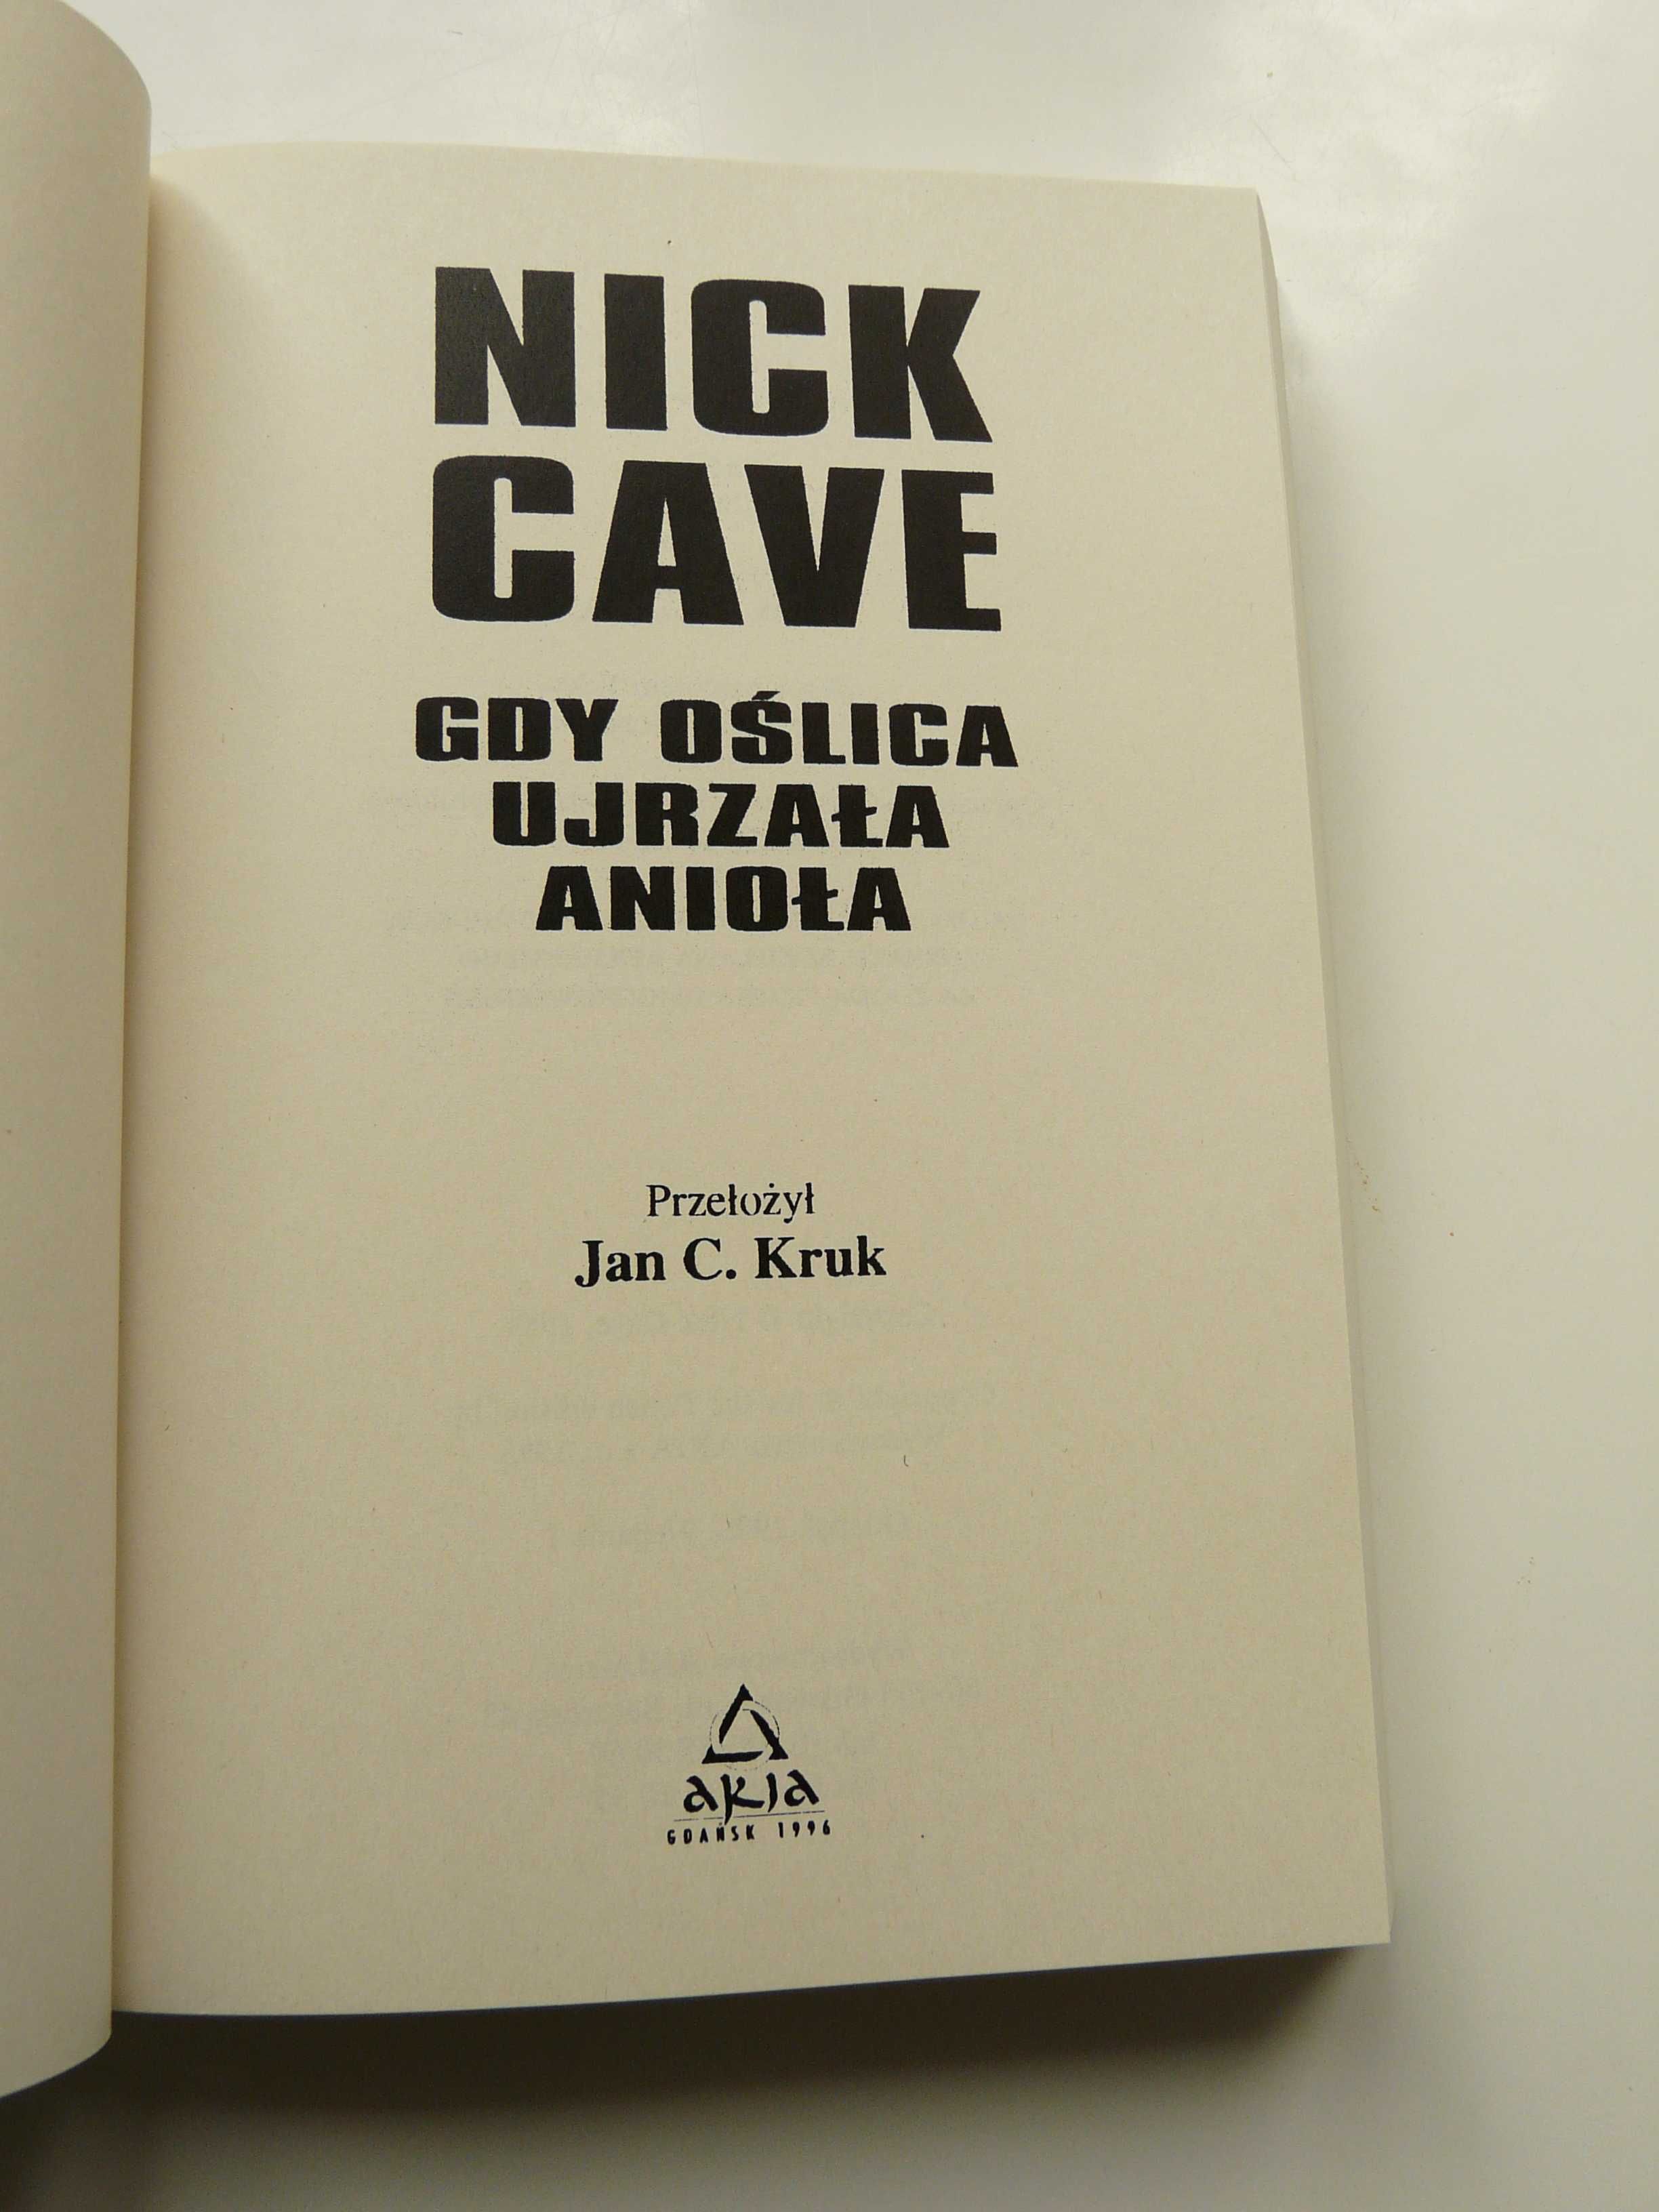 NICK
CAVE
GDY OŚLICA
UJRZAŁA
ANIOŁA
Przełożył
Jan C. Kruk
akia
GDAŃSK 1996